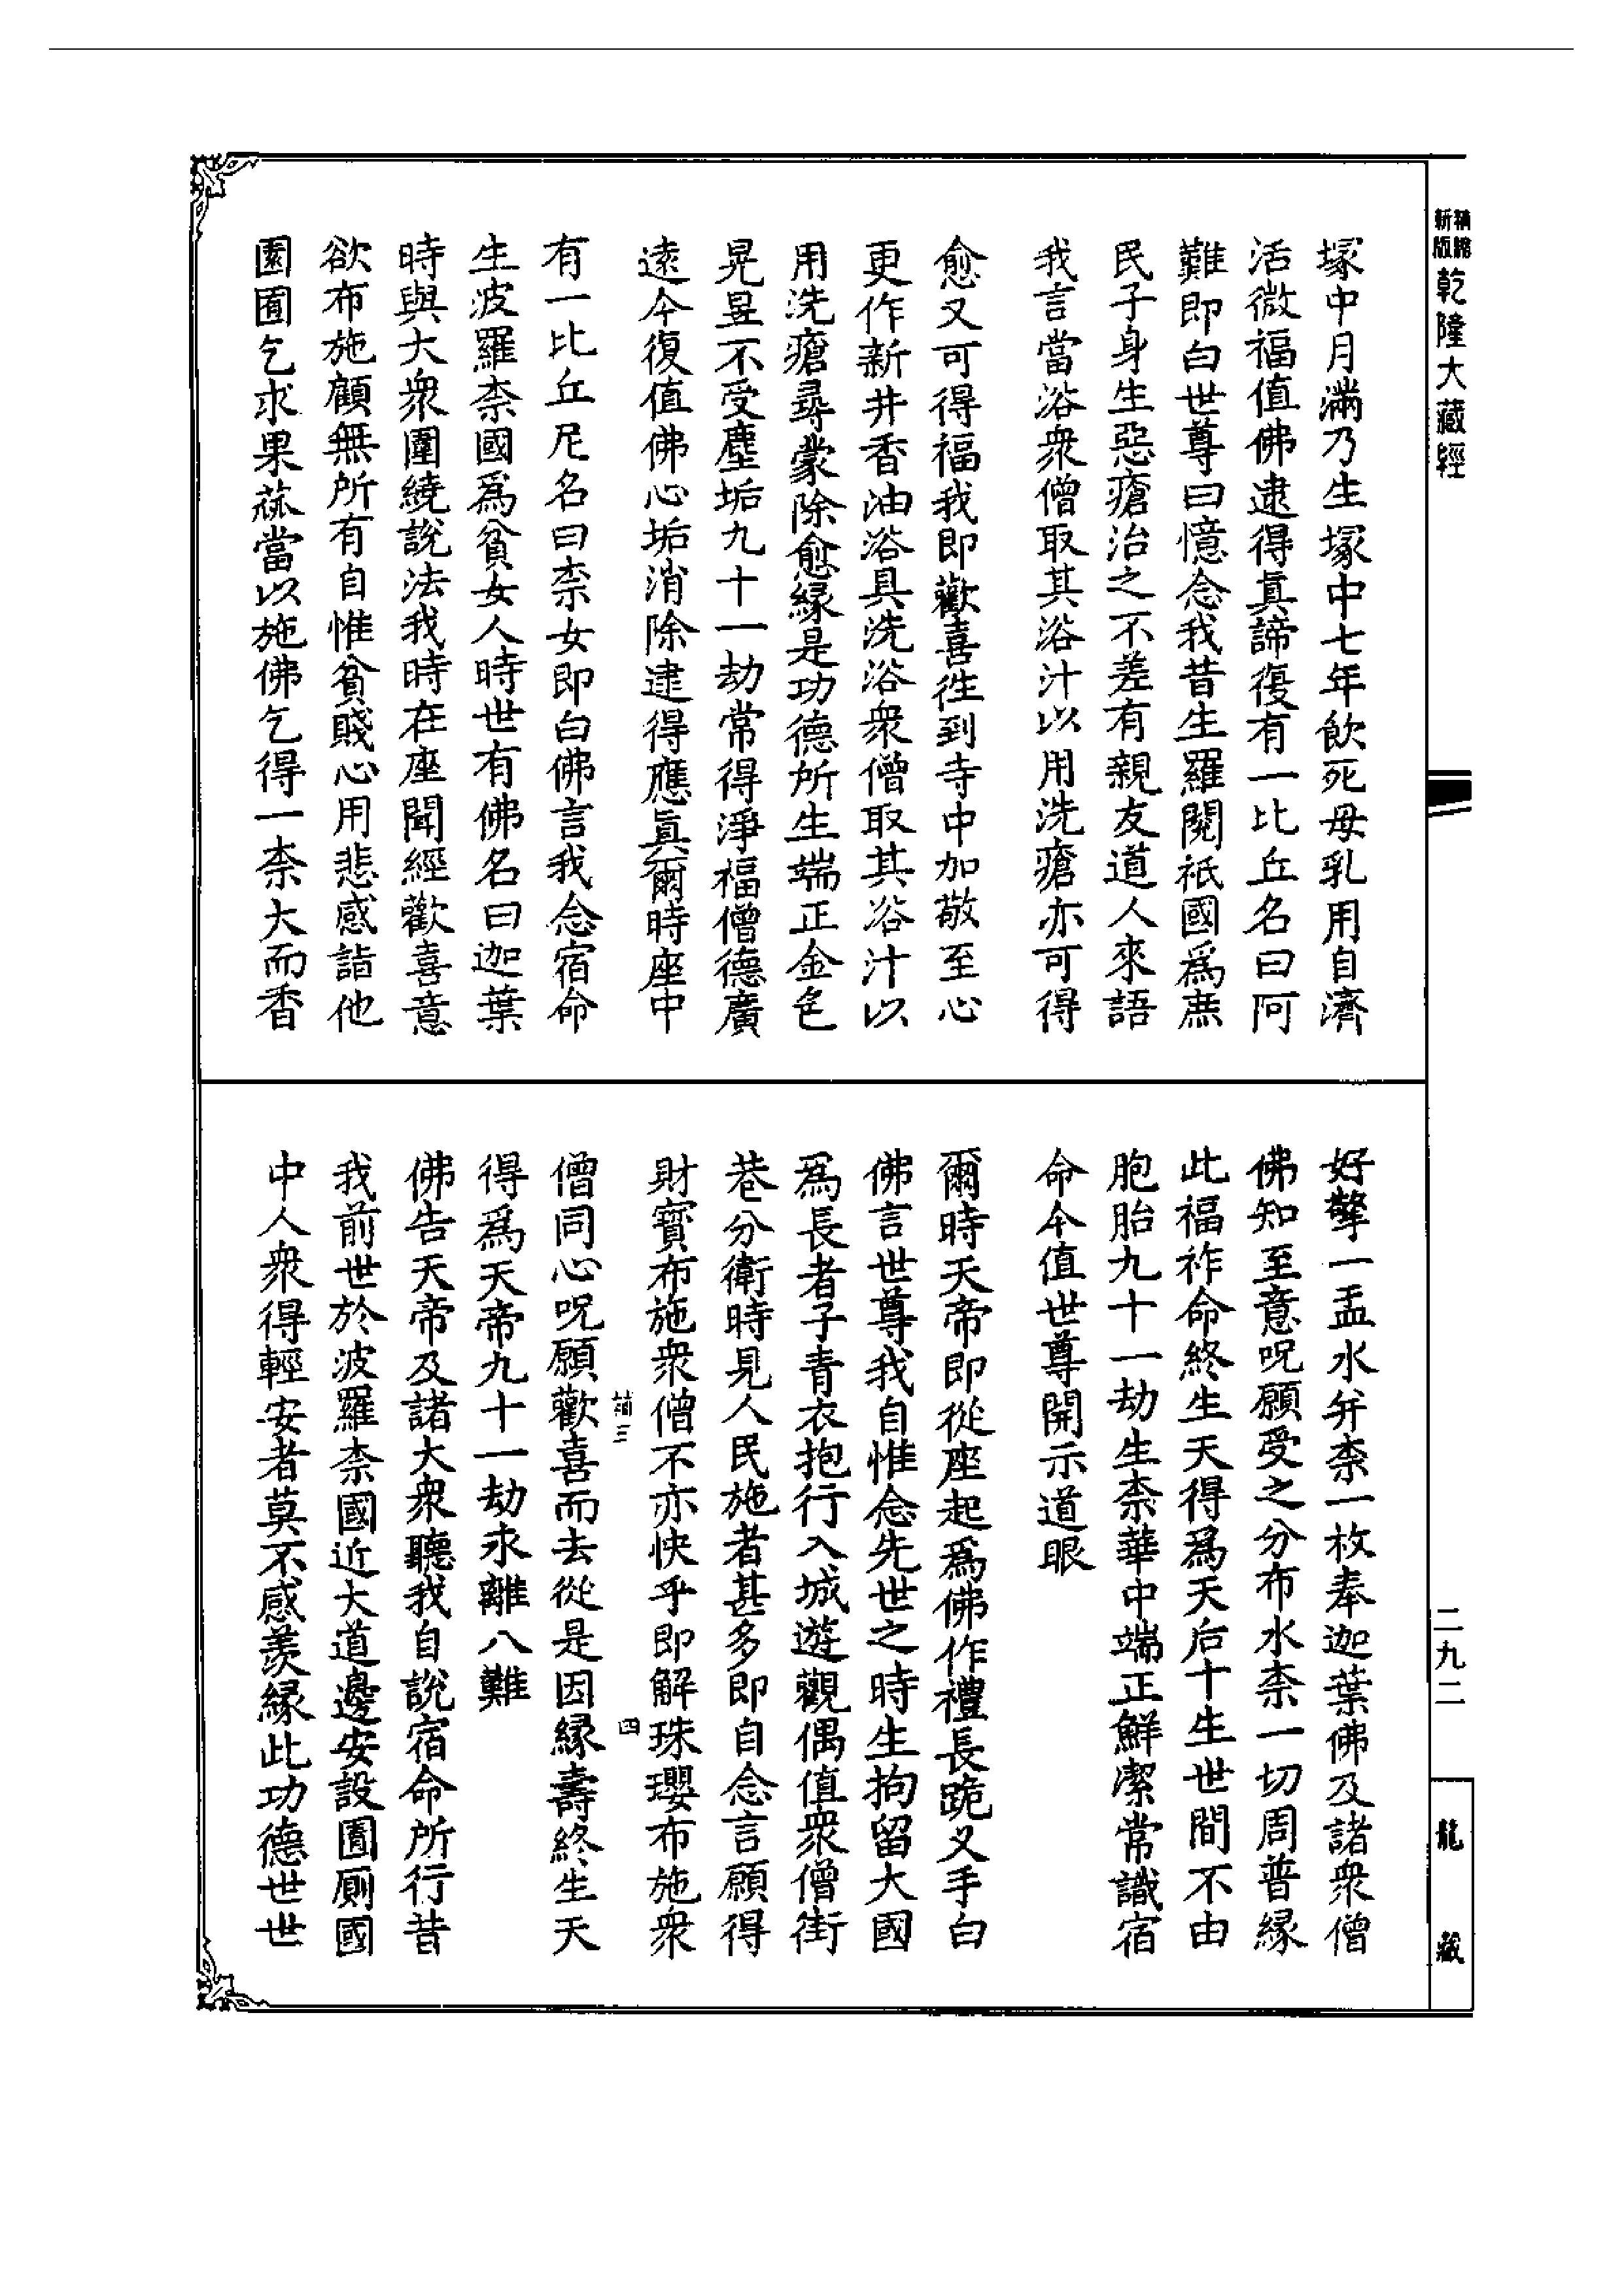 精縮
新版
乾隆大藏經
塚中月滿乃生塚中七年飲死母乳用自濟
活微福值佛逮得眞諦復有一比丘名曰阿
難即白世尊曰憶念我昔生羅閱祇國爲庶
民子身生惡瘡治之不差有親友道人來語
我言當浴衆僧取其浴汁以用洗瘡亦可得
愈又可得福我即歡喜徃到寺中加敬至心
更作新井香油浴具洗浴衆僧取其浴汁以
用洗瘡尋蒙除愈緣是功德所生端正金色
晃昱不受塵垢九十一劫常得淨福僧德廣
逺今復值佛心垢消除逮得應眞爾時座中
有一比丘尼名曰柰女即白佛言我念宿命
生波羅柰國爲貧女人時世有佛名曰迦葉
時與大衆圍繞說法我時在座聞經歡喜意
欲布施顧無所有自惟貧賤心用悲感詣他
園圃乞求果蓏當以施佛乞得一柰大而香
好擎一盂水并柰一枚奉迦葉佛及諸衆僧
佛知至意呪願受之分布水柰一切周普緣
此福祚命終生天得爲天后十生世間不由
胞胎九十一劫生柰華中端正鮮潔常識宿
命今值世尊開示道眼
爾時天帝即從座起爲佛作禮長跪叉手白
佛言世尊我自惟念先世之時生拘留大國
爲長者子青衣抱行入城遊觀偶值衆僧街
巷分衛時見人民施者甚多即自念言願得
財寶布施衆僧不亦快乎即解珠瓔布施衆
僧同心呪願歡喜而去從是因緣壽終生天
得爲天帝九十一劫永離八難
佛告天帝及諸大衆聽我自說宿命所行昔
我前世於波羅柰國近大道邊安設圊厠國
中人衆得輕安者莫不感羨緣此功德世世
三
四
二九二
龍藏